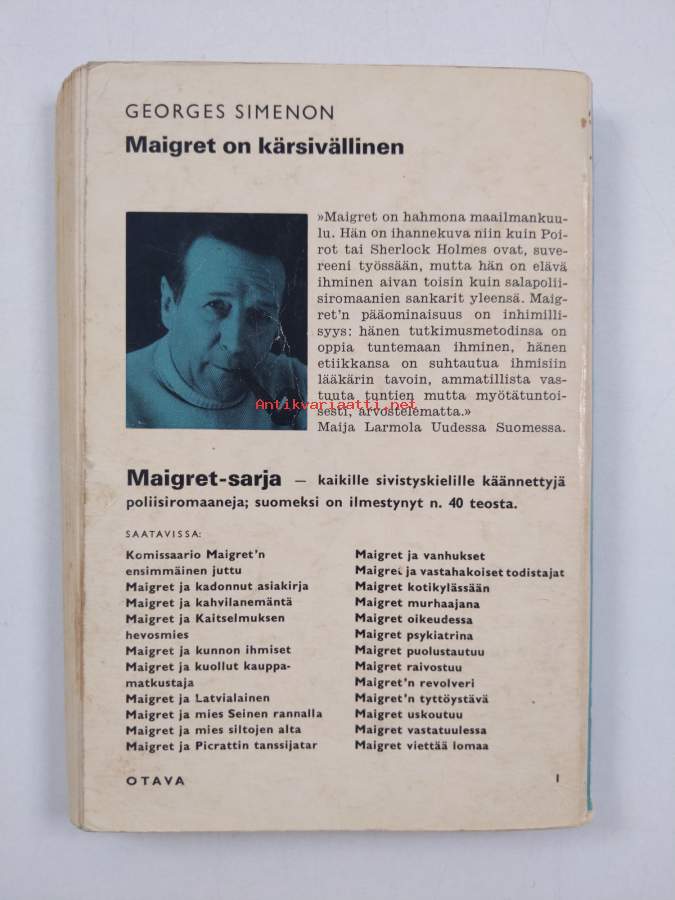 GEORGES SIMENON
Maigret on kärsivällinen
»Maigret on hahmona maailmankuu-
lu. Hän on ihannekuva niin kuin Poi-
rot tai Sherlock Holmes ovat, suve-
reeni työssään, mutta hän on elävä
ihminen aivan toisin kuin salapolii-
siromaanien sankarit yleensä. Maig-
ret'n pääominaisuus on inhimilli-
syys: hänen tutkimusmetodinsa on
oppia tuntemaan ihminen, hänen
etiikkansa on suhtautua ihmisiin
lääkärin tavoin, ammatillista vas-
tuuta tuntien mutta myötätuntoi-
sesti, arvostelematta.»
Maija Larmola Uudessa Suomessa.
Antikvariaatti.net
Maigret-sarja — kaikille sivistyskielille käännettyjä
poliisiromaaneja; suomeksi on ilmestynyt n. 40 teosta.
SAATAVISSA:
Komissaario Maigret'n
ensimmäinen juttu
Maigret ja kadonnut asiakirja
Maigret ja kahvilanemäntä
Maigret ja Kaitselmuksen
hevosmies
Maigret ja kunnon ihmiset
Maigret ja kuollut kauppa-
matkustaja
Maigret ja Latvialainen
Maigret ja mies Seinen rannalla
Maigret ja mies siltojen alta
Maigret ja Picrattin tanssijatar
Maigret ja vanhukset
Maigret ja vastahakoiset todistajat
Maigret kotikylässään
Maigret murhaajana
Maigret oikeudessa
Maigret psykiatrina
Maigret puolustautuu
Maigret raivostuu
Maigret'n revolveri
Maigret'n tyttöystävä
Maigret uskoutuu
Maigret vastatuulessa
Maigret viettää lomaa
OTAVA
I